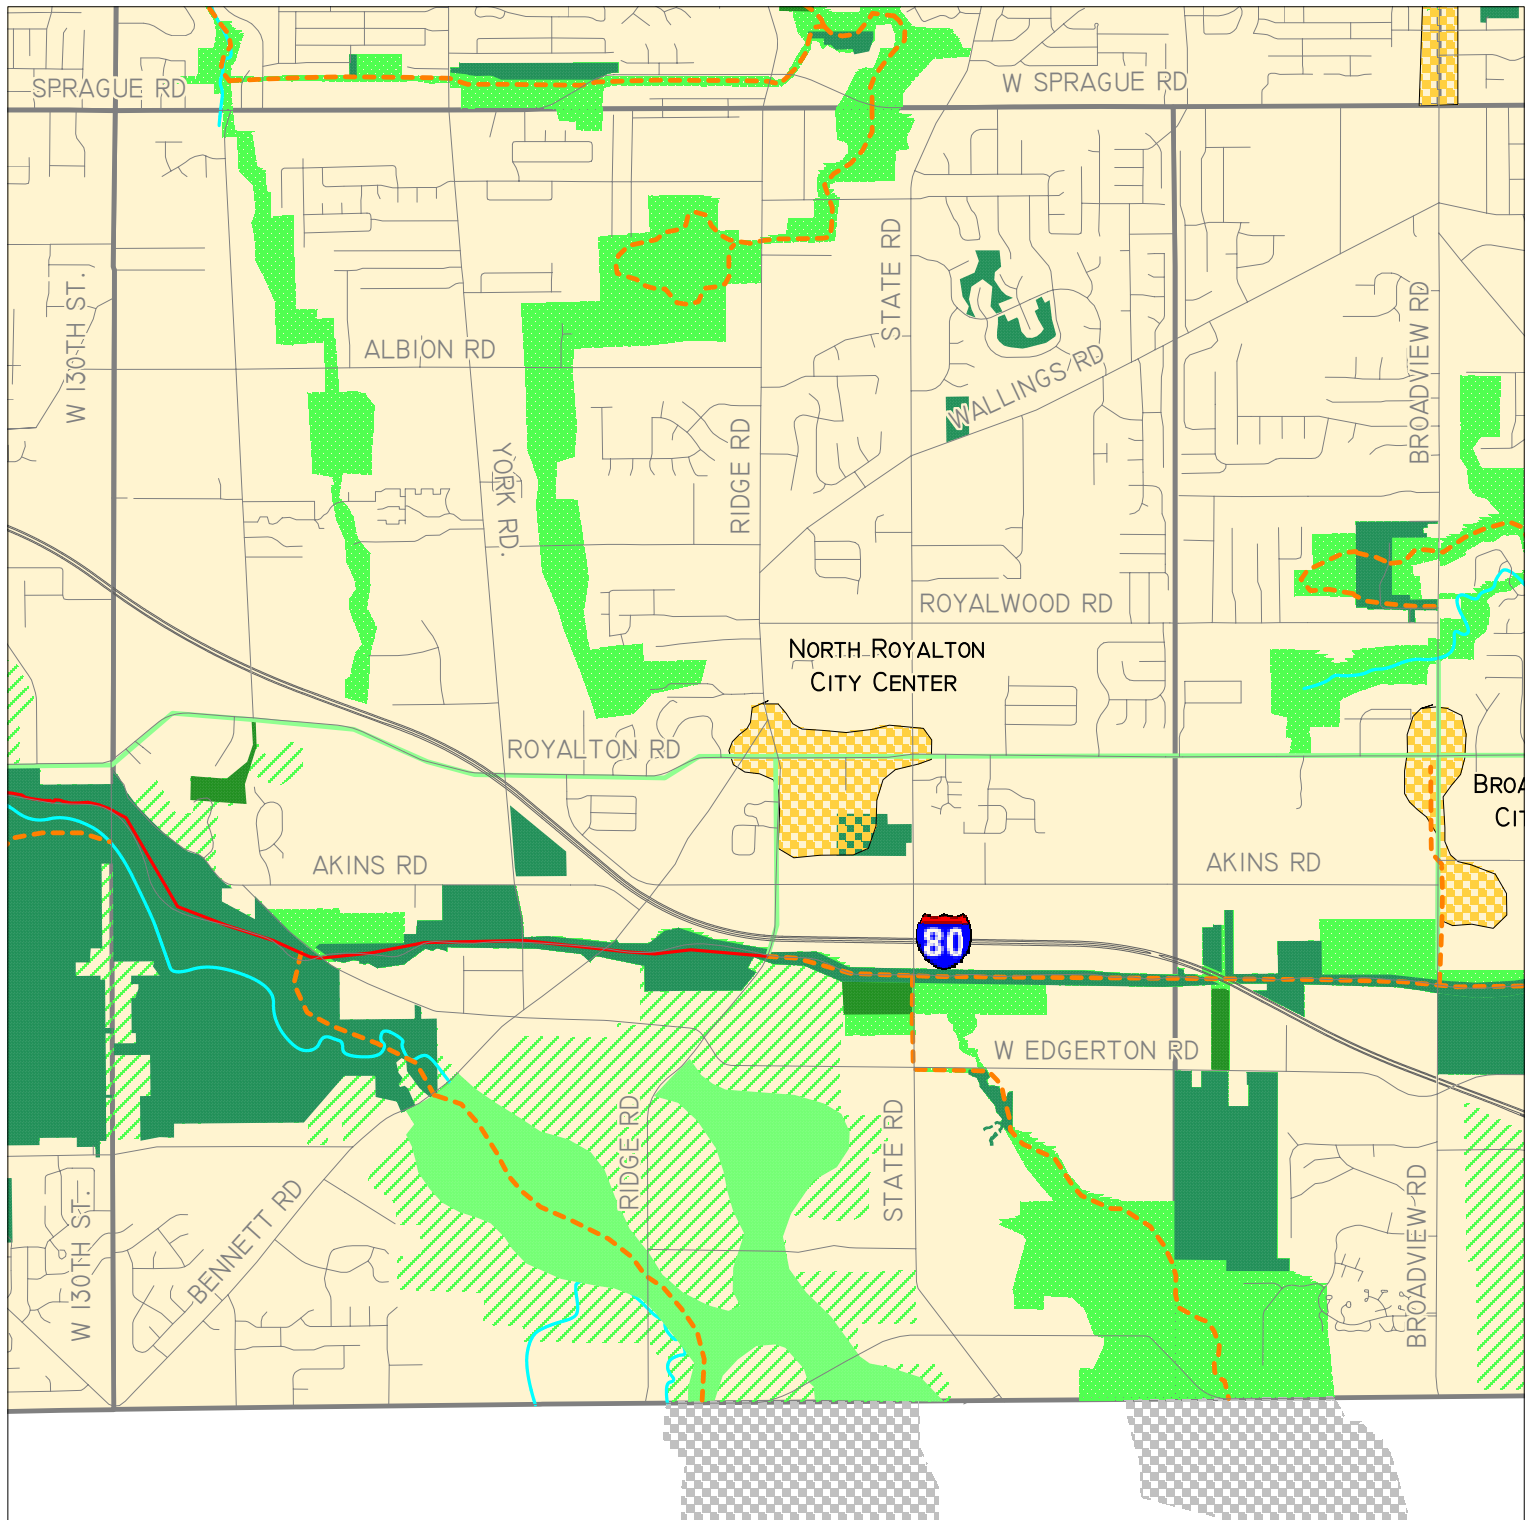 SPRAGUE RD
W SPRAGUE RD
STATE RD
W 130TH ST.
BROADVIEW RD
ALBION RD
WALLINGS RD
RIDGE RD
YORK RD.
ROYALWOOD RD
NORTH ROYALTON
CITY CENTER
ROYALTON RD
BROA
CIT
AKINS RD
AKINS RD
80
W EDGERTON RD
RIDGE RD
STATE RD
W 130TH ST.
BENNETT RD
BROADVIEW RD